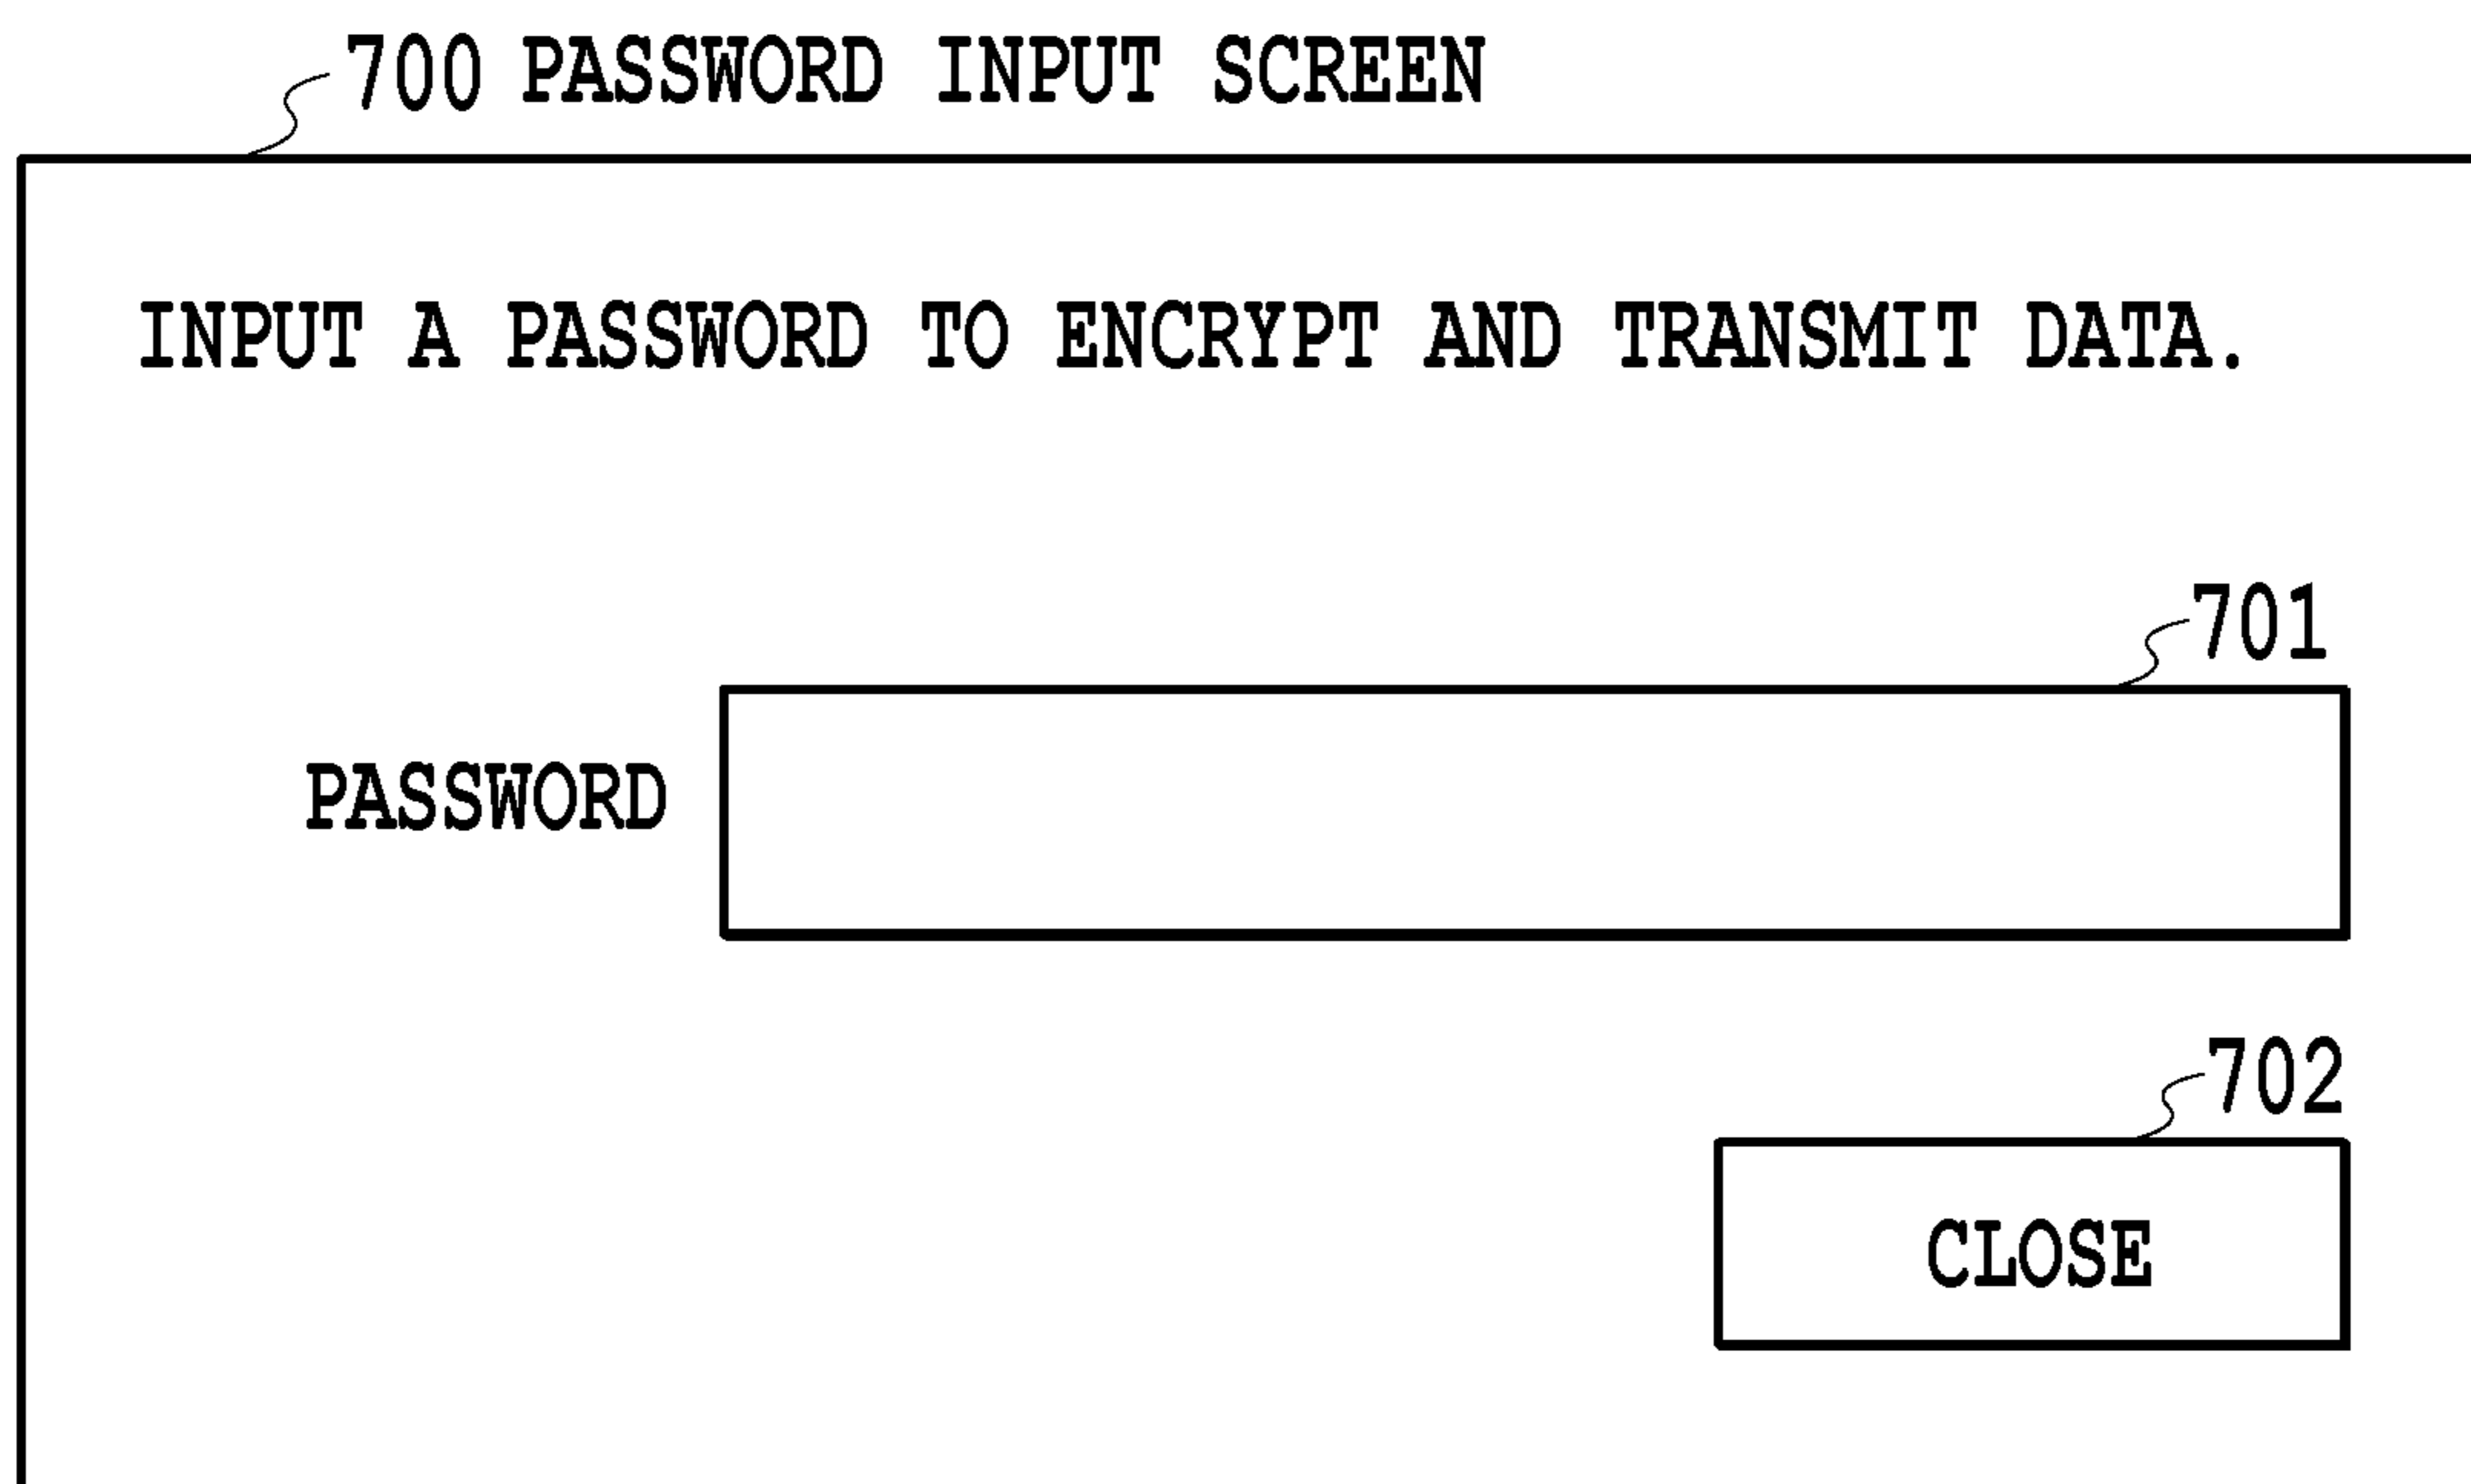 700 PASSWORD INPUT SCREEN
INPUT A PASSWORD TO ENCRYPT AND TRANSMIT DATA.
701
PASSWORD
702
CLOSE